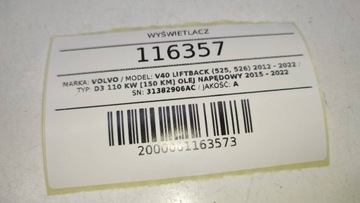 WYŚWIETLACZ
116357
MARKA: VOLVO / MODEL: V40 LIFTBACK (525, 526) 2012 - 2022 /
TYP: D3 110 KW [150 KM] OLEJ NAPĘDOWY 2015 - 2022
SN: 31382906AC / JAKOŚĆ: A
2000001163573